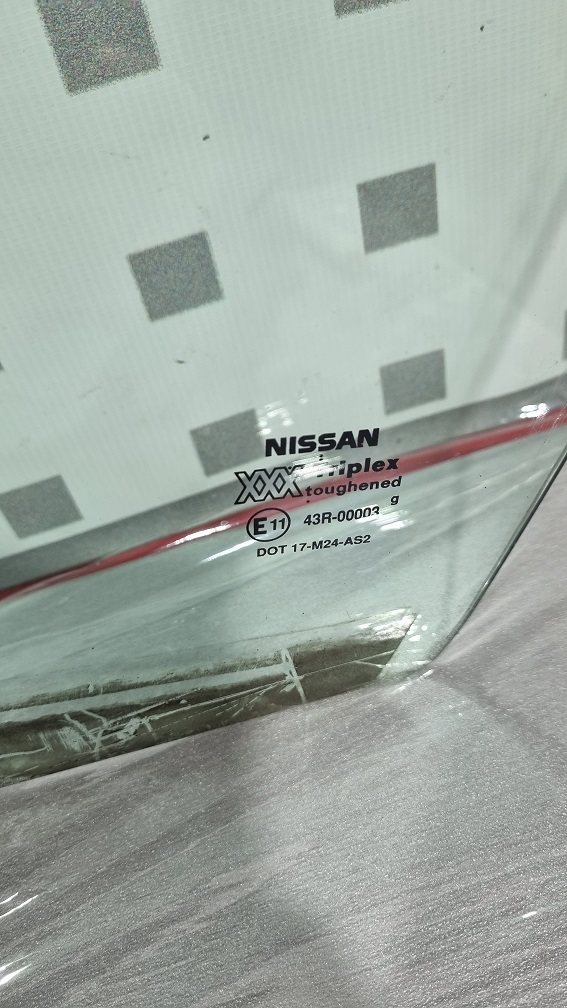 NISSAN
XXX Triplex
toughened
g
E11 43R-00003
DOT 17-M24-AS2